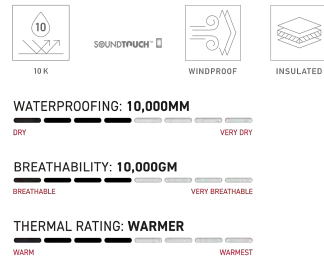 10
SOUNDTOUCH™
10 K
WINDPROOF
INSULATED
WATERPROOFING: 10,000MM
DRY
VERY DRY
BREATHABILITY: 10,000GM
BREATHABLE
VERY BREATHABLE
THERMAL RATING: WARMER
WARM
WARMEST